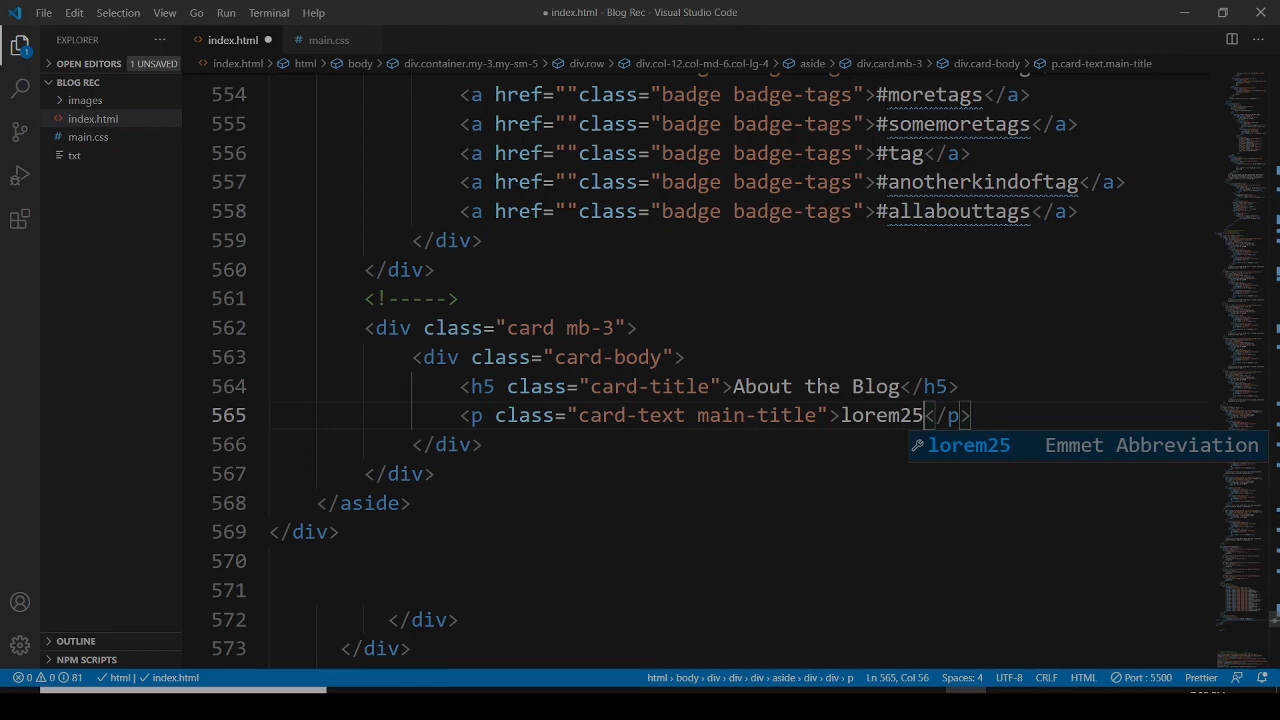 File Edit Selection View Go Run Terminal Help
● index.html - Blog Rec - Visual Studio Code
EXPLORER
index.html
main.css
OPEN EDITORS 1 UNSAVED
index.html > html > body > div.container.my-3.my-sm-5 > div.row > div.col-12.col-md-6.col-lg-4 > aside > div.card.mb-3 > div.card-body > p.card-text.main-title
BLOG REC
images
index.html
main.css
txt
1
554 <a href=""class="badge badge-tags">#moretags</a>
555 <a href=""class="badge badge-tags">#somemoretags</a>
556 <a href=""class="badge badge-tags">#tag</a>
557 <a href=""class="badge badge-tags">#anotherkindoftag</a>
558 <a href=""class="badge badge-tags">#allabouttags</a>
559 </div>
560 </div>
561 <!----->
562 <div class="card mb-3">
563 <div class="card-body">
564 <h5 class="card-title">About the Blog</h5>
565 <p class="card-text main-title">lorem25</p>
lorem25 Emmet Abbreviation
566 </div>
567 </div>
568 </aside>
569 </div>
570
571
572 </div>
573 </div>
OUTLINE
NPM SCRIPTS
0 0 81 html | index.html
html > body > div > div > div > aside > div > div > p Ln 565, Col 56 Spaces: 4 UTF-8 CRLF HTML Port : 5500 Prettier